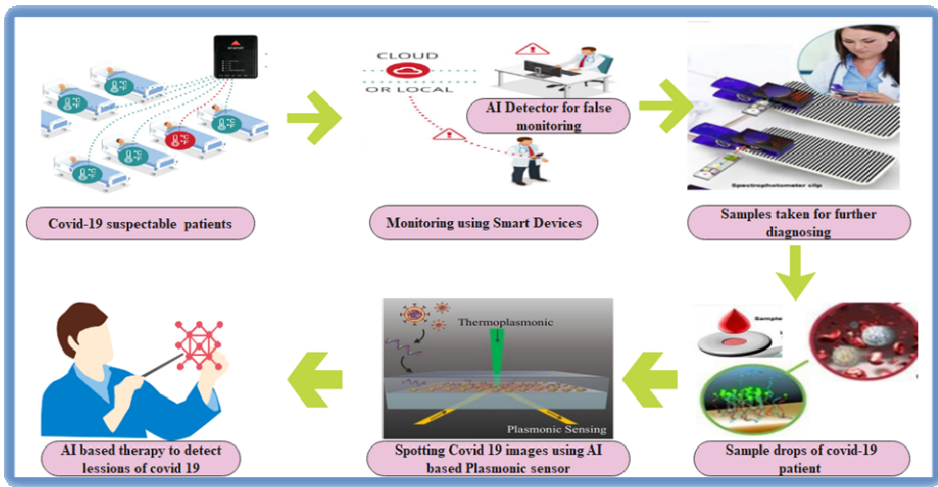 CLOUD
OR LOCAL
AI Detector for false
monitoring
Spectrophotometer clip
Covid-19 suspectable patients
Monitoring using Smart Devices
Samples taken for further
diagnosing
Sample
Thermoplasmonic
Plasmonic Sensing
AI based therapy to detect
lessions of covid 19
Spotting Covid 19 images using AI
based Plasmonic sensor
Sample drops of covid-19
patient